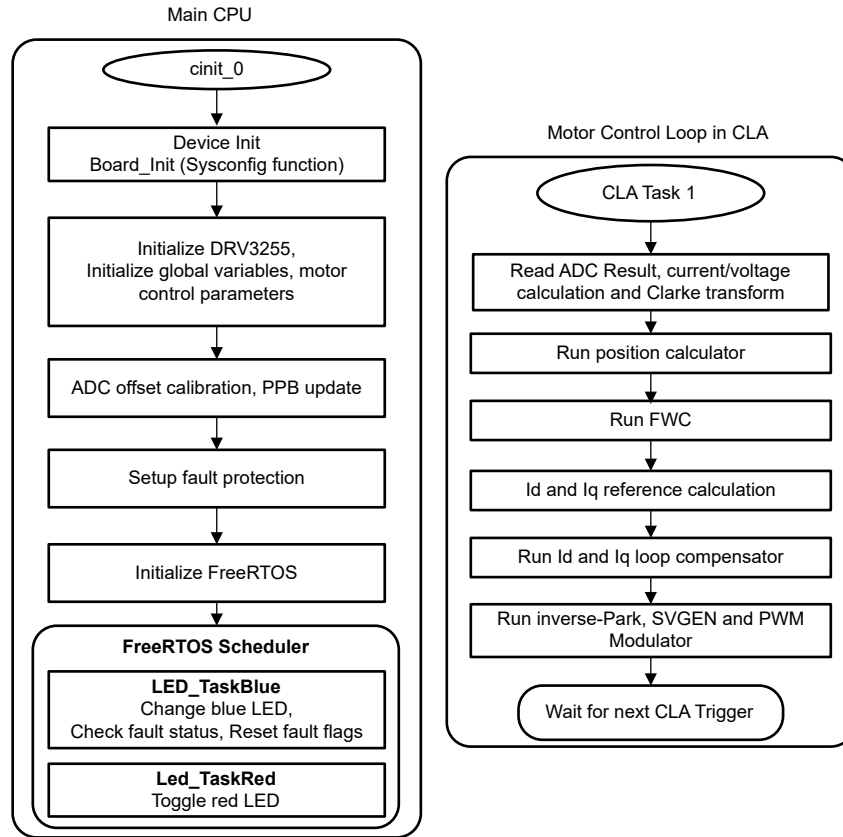 Main CPU
cinit_0
Device Init
Board_Init (Sysconfig function)
Initialize DRV3255,
Initialize global variables, motor
control parameters
ADC offset calibration, PPB update
Setup fault protection
Initialize FreeRTOS
FreeRTOS Scheduler
LED_TaskBlue
Change blue LED,
Check fault status, Reset fault flags
Led_TaskRed
Toggle red LED
Motor Control Loop in CLA
CLA Task 1
Read ADC Result, current/voltage
calculation and Clarke transform
Run position calculator
Run FWC
Id and Iq reference calculation
Run Id and Iq loop compensator
Run inverse-Park, SVGEN and PWM
Modulator
Wait for next CLA Trigger